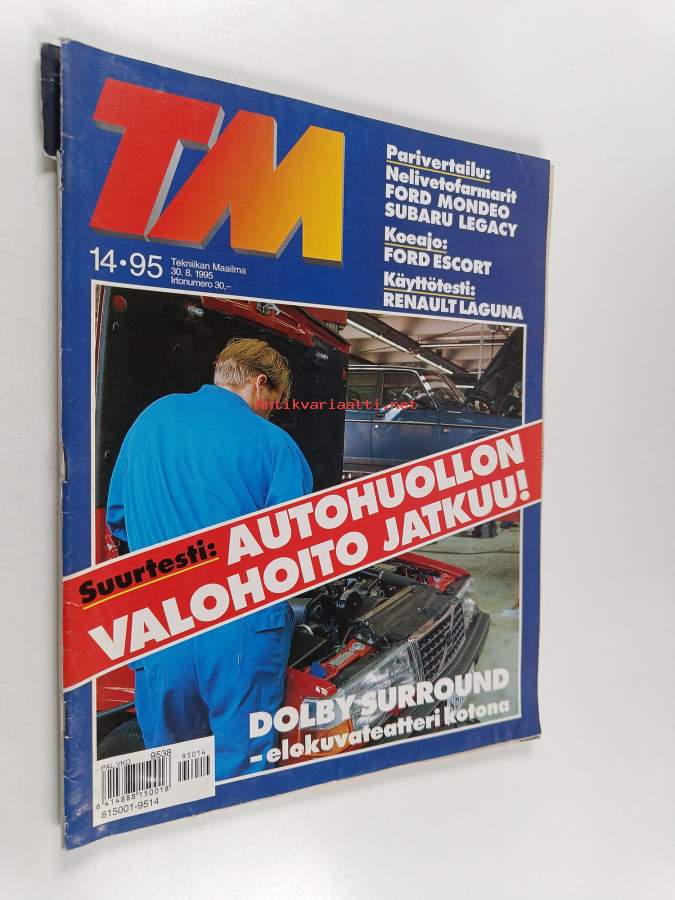 TM
14•95
Tekniikan Maailma
30. 8. 1995
Irtonumero 30,–
Parivertailu:
Nelivetofarmarit
FORD MONDEO
SUBARU LEGACY
Koeajo:
FORD ESCORT
Käyttötesti:
RENAULT LAGUNA
Antikvariaatti.net
Suurtesti: AUTOHUOLLON
VALOHOITO JATKUU!
DOLBY SURROUND
– elokuvateatteri kotona
PAL.VKO 9538
95014
6 414888 150018
815001-9514